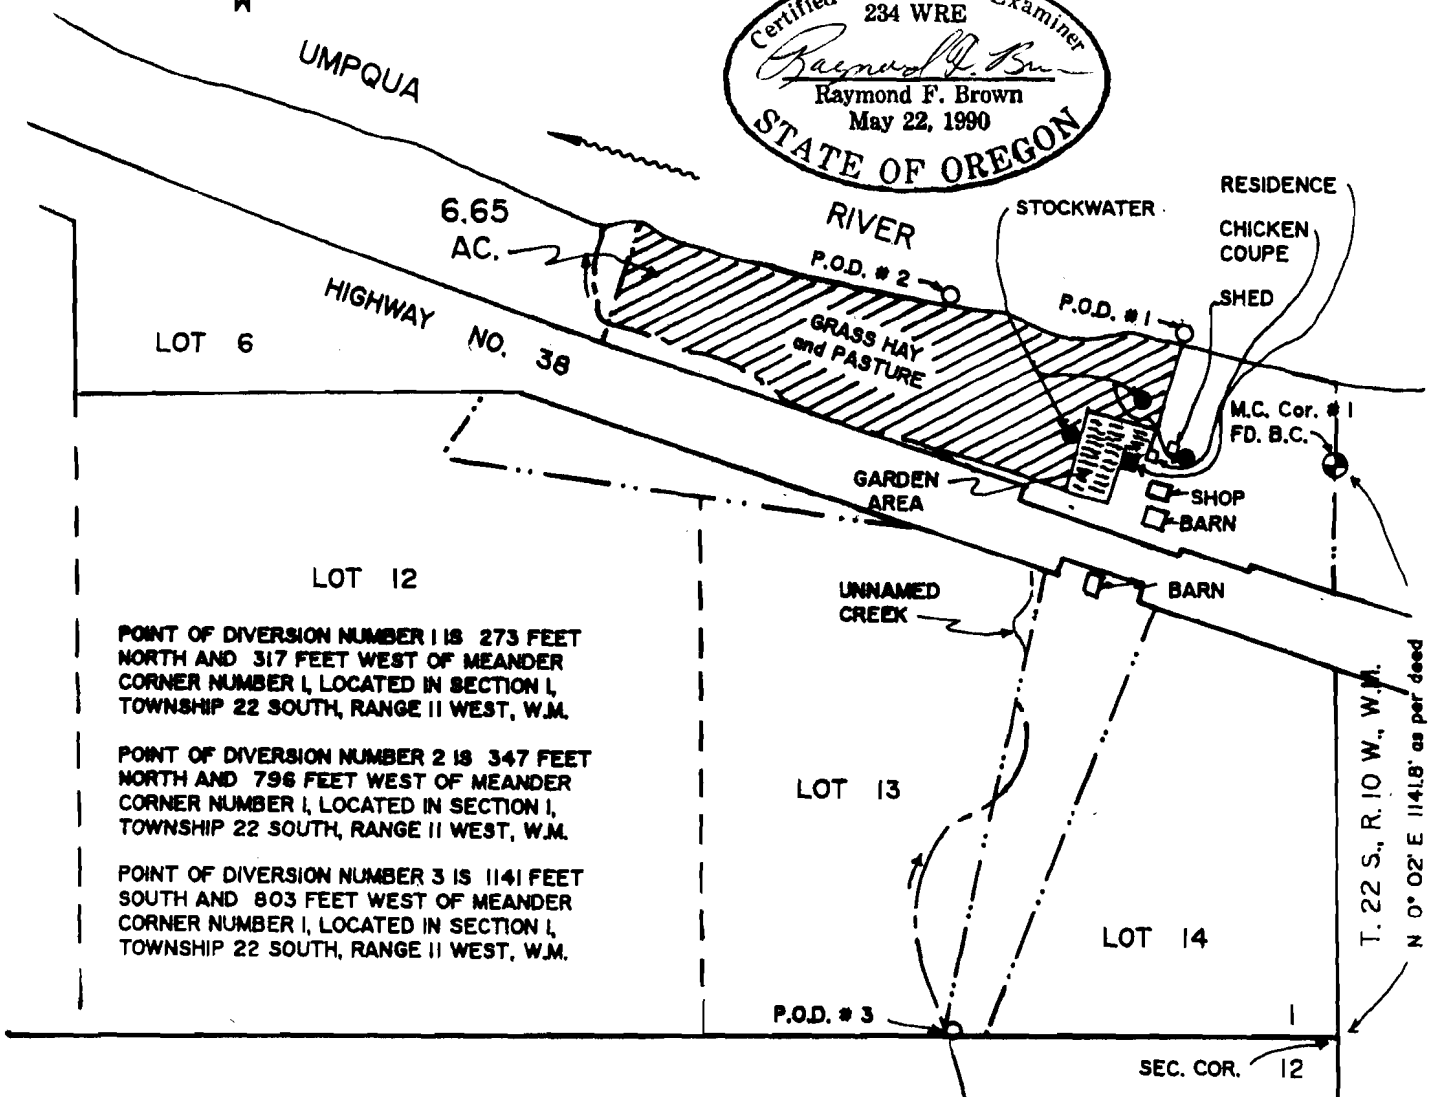 W
Certified
Examiner
234 WRE
Raymond F. Brown
Raymond F. Brown
May 22, 1990
STATE OF OREGON
UMPQUA
RIVER
6.65
AC.
HIGHWAY NO. 38
LOT 6
P.O.D. # 2
P.O.D. # 1
STOCKWATER
RESIDENCE
CHICKEN
COUPE
SHED
GRASS HAY
and PASTURE
M.C. Cor. # 1
FD. B.C.
GARDEN
AREA
SHOP
BARN
BARN
UNNAMED
CREEK
LOT 12
POINT OF DIVERSION NUMBER 1 IS 273 FEET
NORTH AND 317 FEET WEST OF MEANDER
CORNER NUMBER 1, LOCATED IN SECTION 1,
TOWNSHIP 22 SOUTH, RANGE 11 WEST, W.M.
POINT OF DIVERSION NUMBER 2 IS 347 FEET
NORTH AND 796 FEET WEST OF MEANDER
CORNER NUMBER 1, LOCATED IN SECTION 1,
TOWNSHIP 22 SOUTH, RANGE 11 WEST, W.M.
POINT OF DIVERSION NUMBER 3 IS 1141 FEET
SOUTH AND 803 FEET WEST OF MEANDER
CORNER NUMBER 1, LOCATED IN SECTION 1,
TOWNSHIP 22 SOUTH, RANGE 11 WEST, W.M.
LOT 13
LOT 14
T. 22 S., R. 10 W., W.M.
N 0° 02' E 1141.8' as per deed
P.O.D. # 3
1
SEC. COR.
12